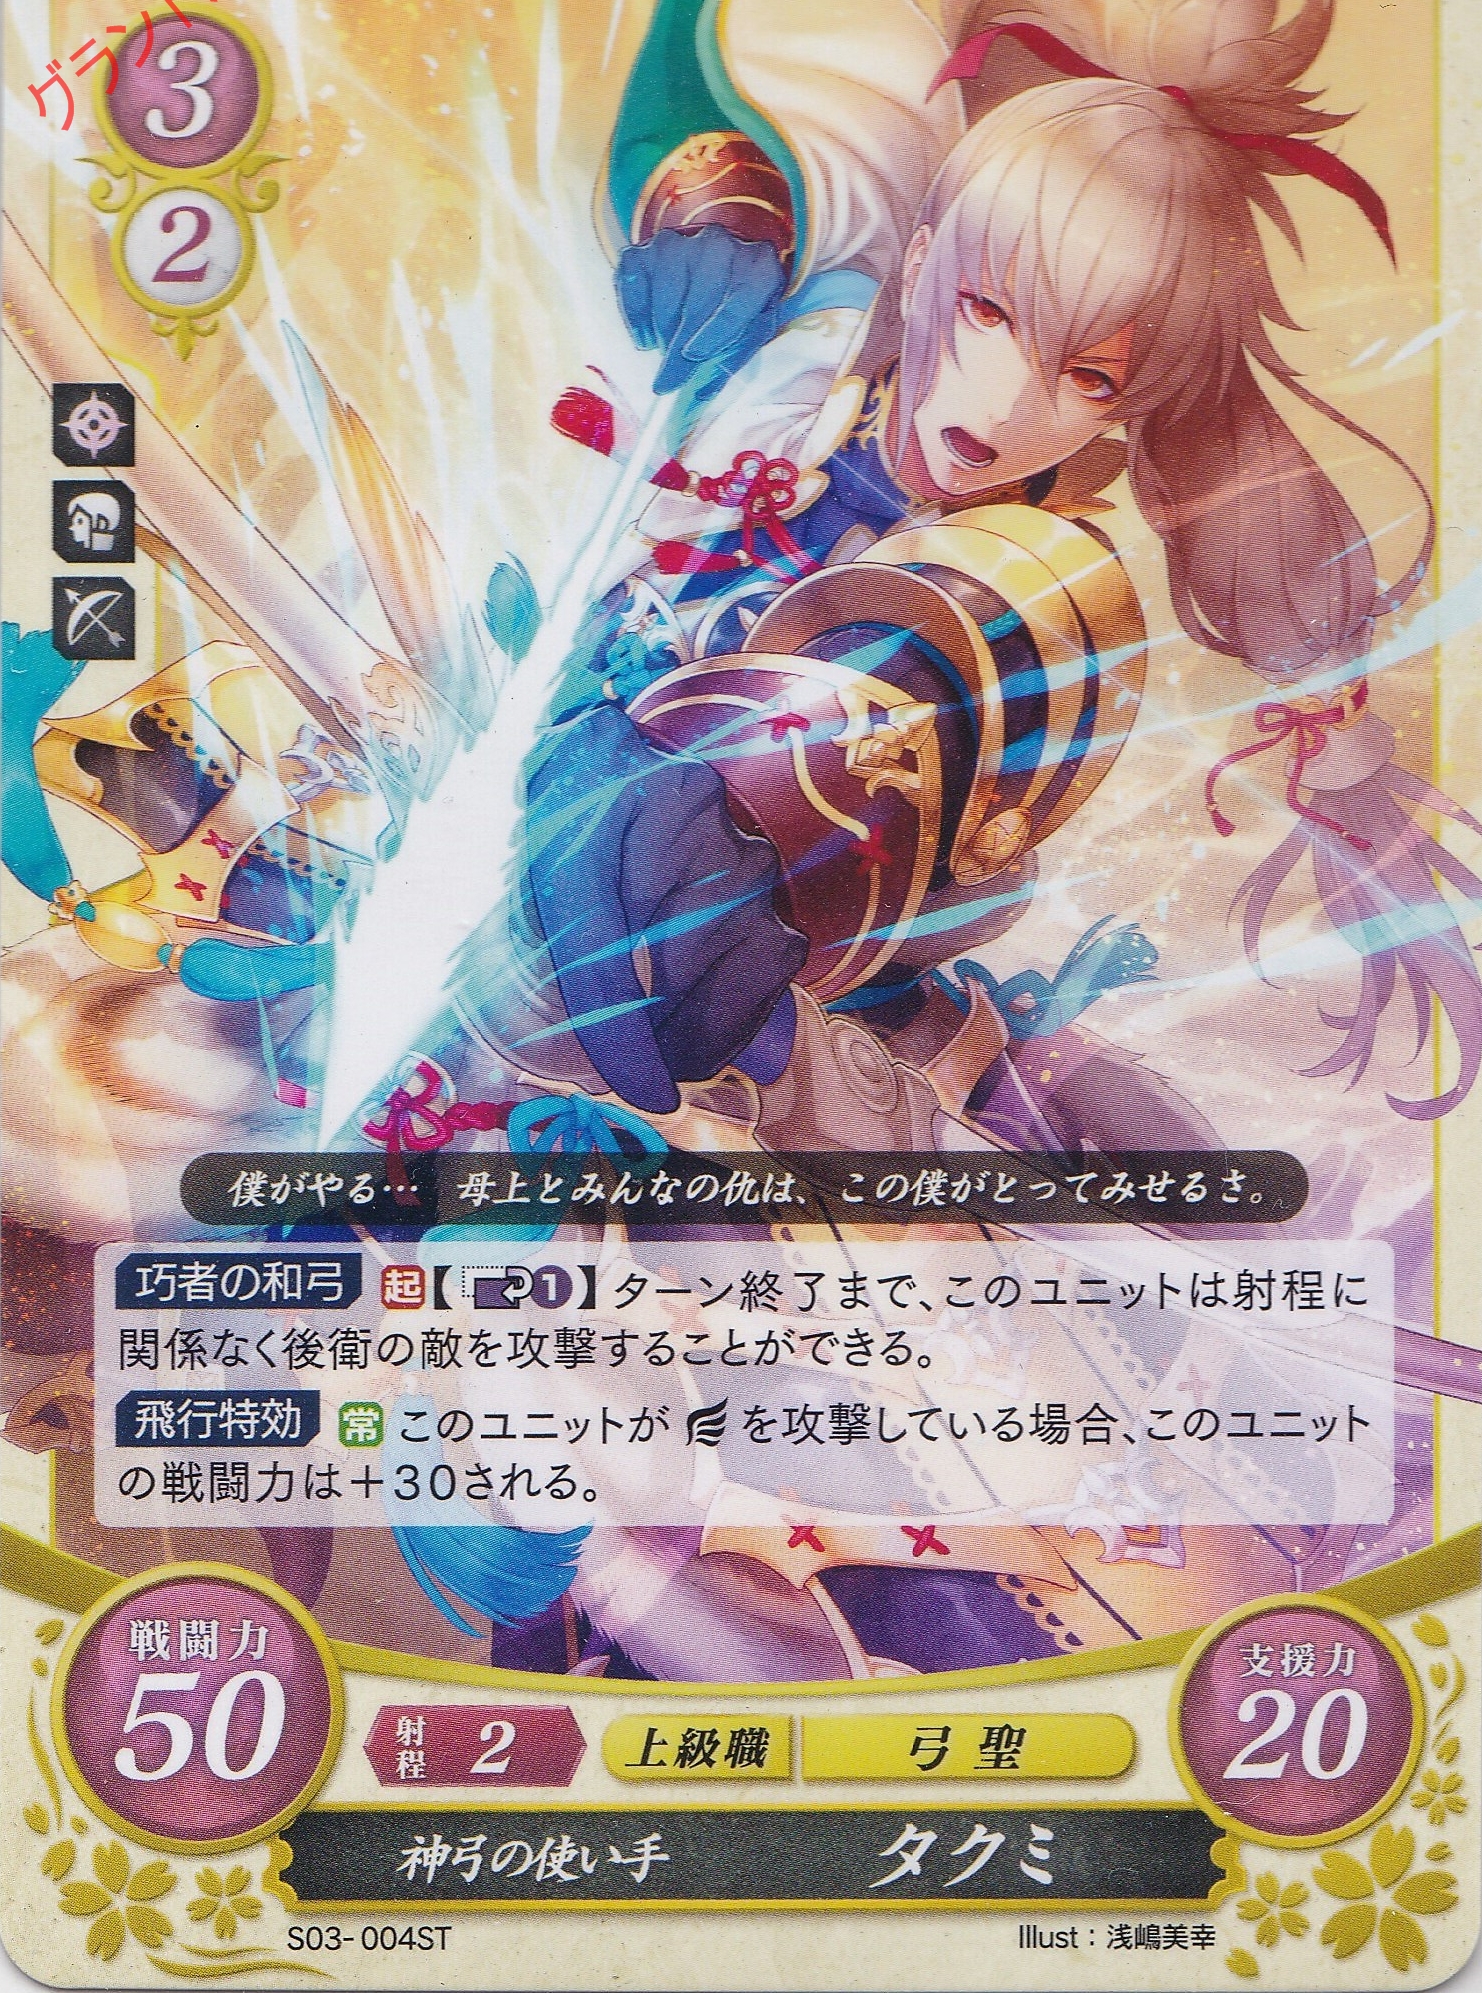 グラン
3
2
僕がやる… 母上とみんなの仇は、この僕がとってみせるさ。
巧者の和弓 起【1】ターン終了まで、このユニットは射程に
関係なく後衛の敵を攻撃することができる。
飛行特効 常 このユニットが を攻撃している場合、このユニット
の戦闘力は+30される。
戦闘力
50
射程 2
上級職 弓聖
支援力
20
神弓の使い手 タクミ
S03-004ST
Illust：浅嶋美幸